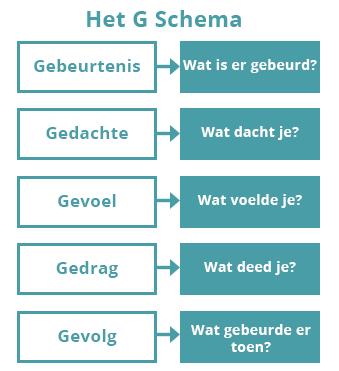 Het G Schema
Gebeurtenis
Wat is er gebeurd?
Gedachte
Wat dacht je?
Gevoel
Wat voelde je?
Gedrag
Wat deed je?
Gevolg
Wat gebeurde er
toen?